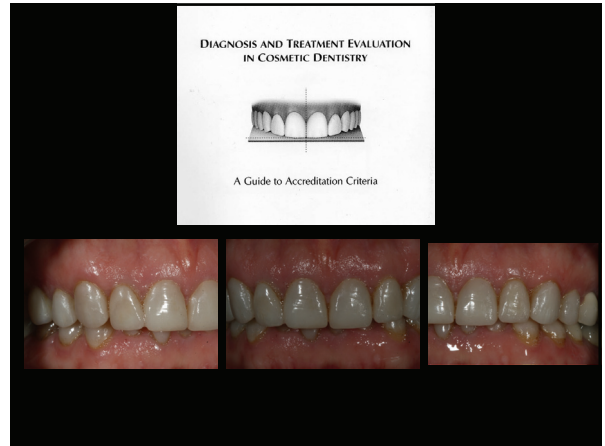 DIAGNOSIS AND TREATMENT EVALUATION
IN COSMETIC DENTISTRY
A Guide to Accreditation Criteria